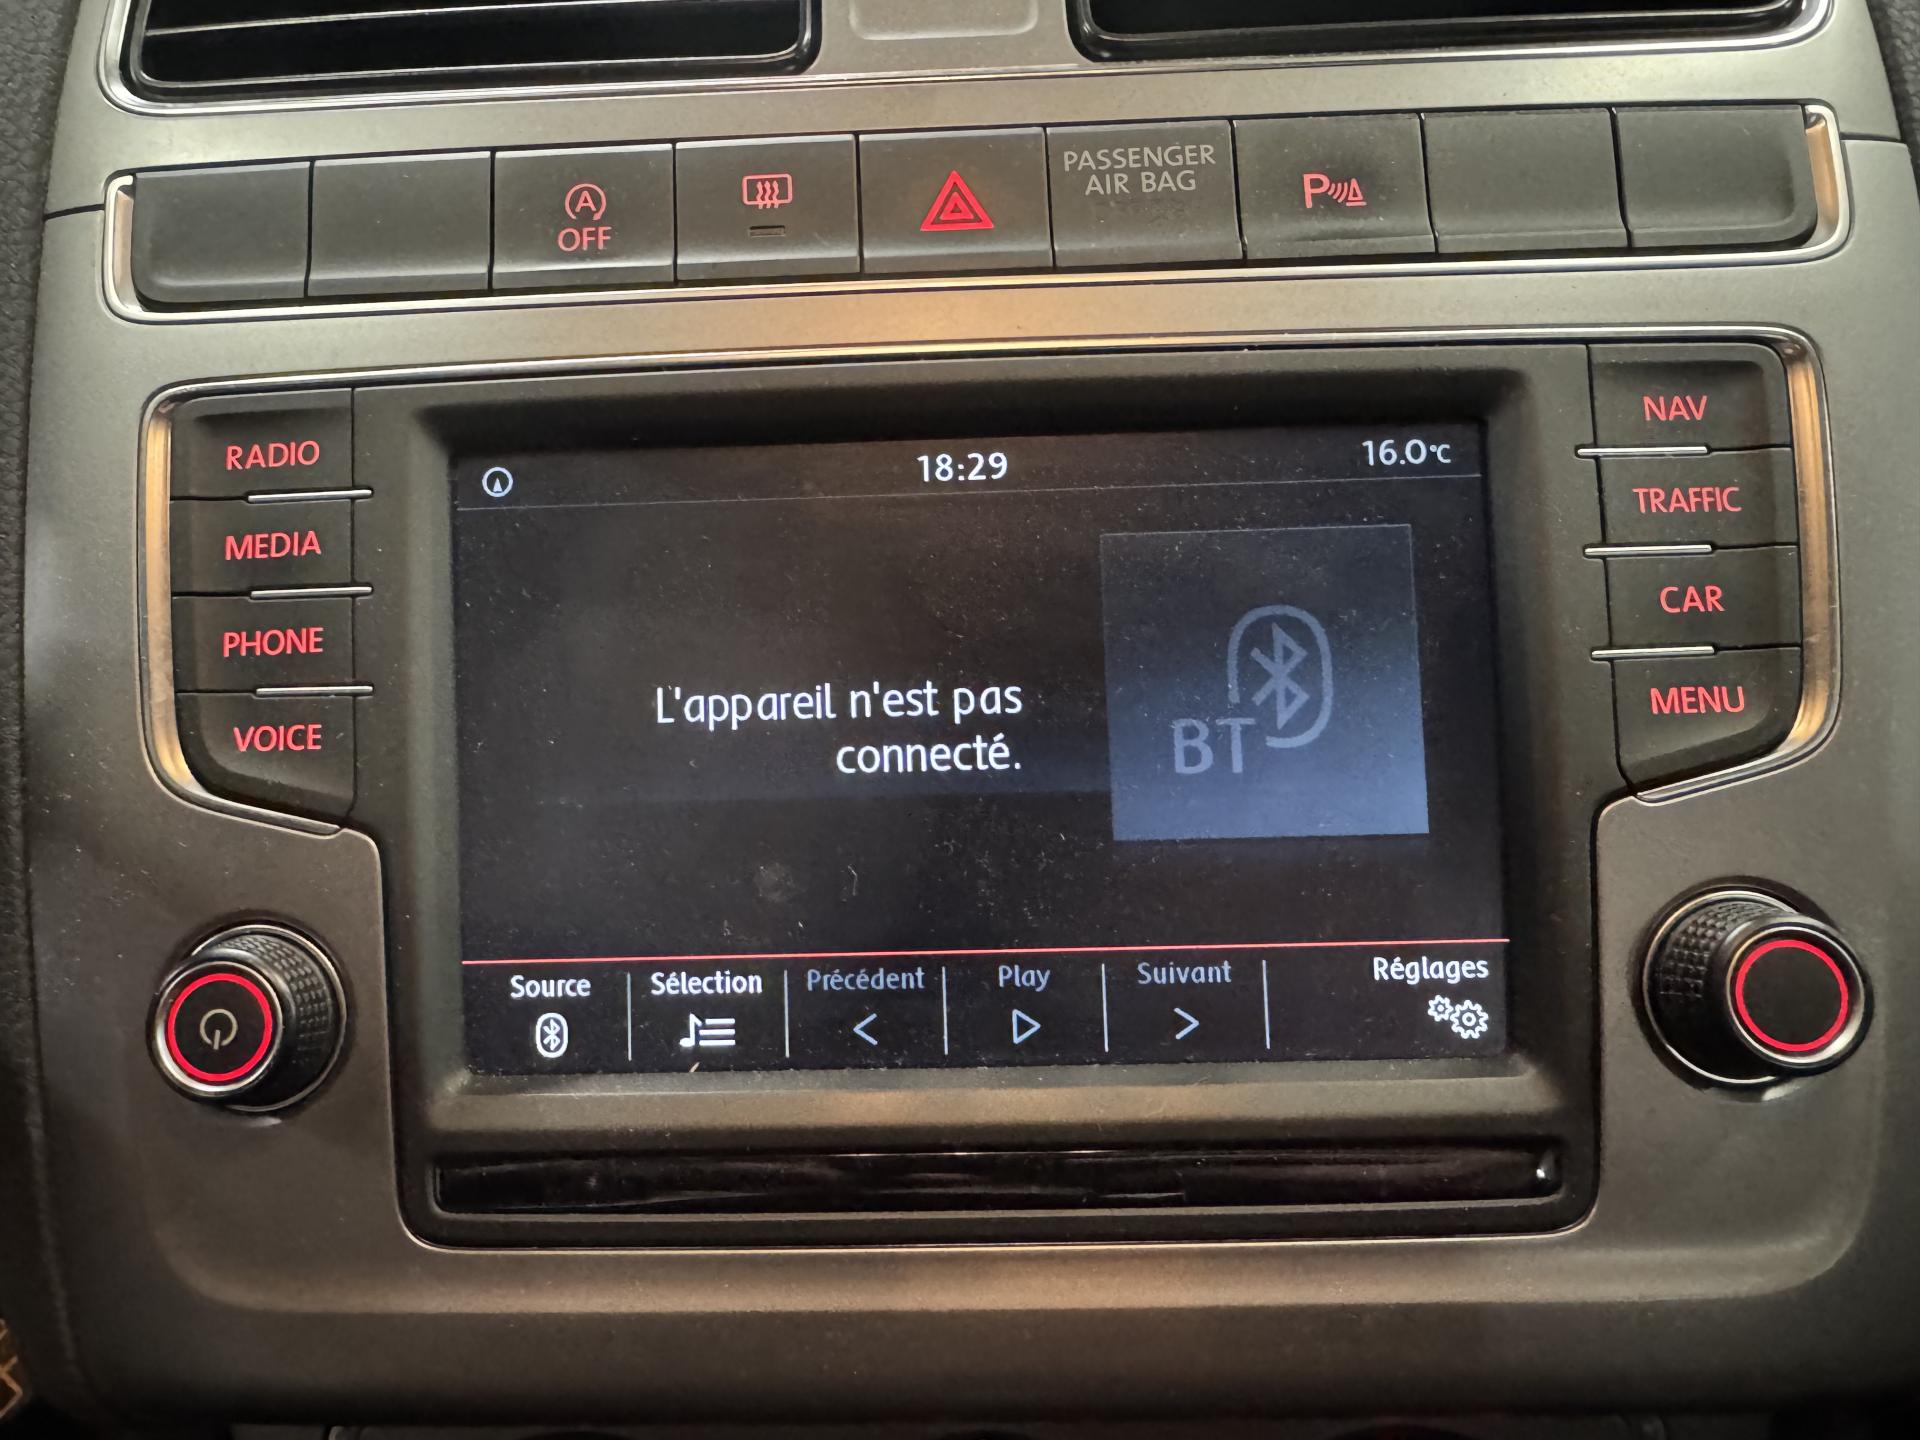 OFF
PASSENGER
AIR BAG
P
RADIO
MEDIA
PHONE
VOICE
NAV
TRAFFIC
CAR
MENU
18:29
16.0°C
L'appareil n'est pas
connecté.
BT
Source
Sélection
Précédent
Play
Suivant
Réglages